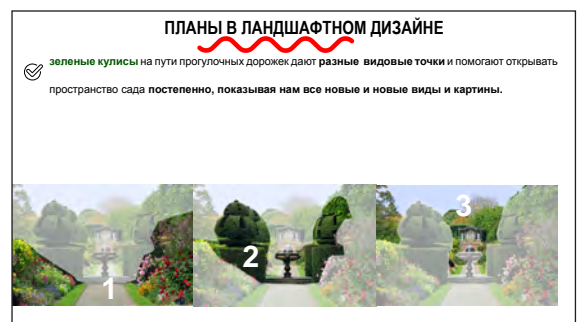 ПЛАНЫ В ЛАНДШАФТНОМ ДИЗАЙНЕ
зеленые кулисы на пути прогулочных дорожек дают разные видовые точки и помогают открывать
пространство сада постепенно, показывая нам все новые и новые виды и картины.
1
2
3